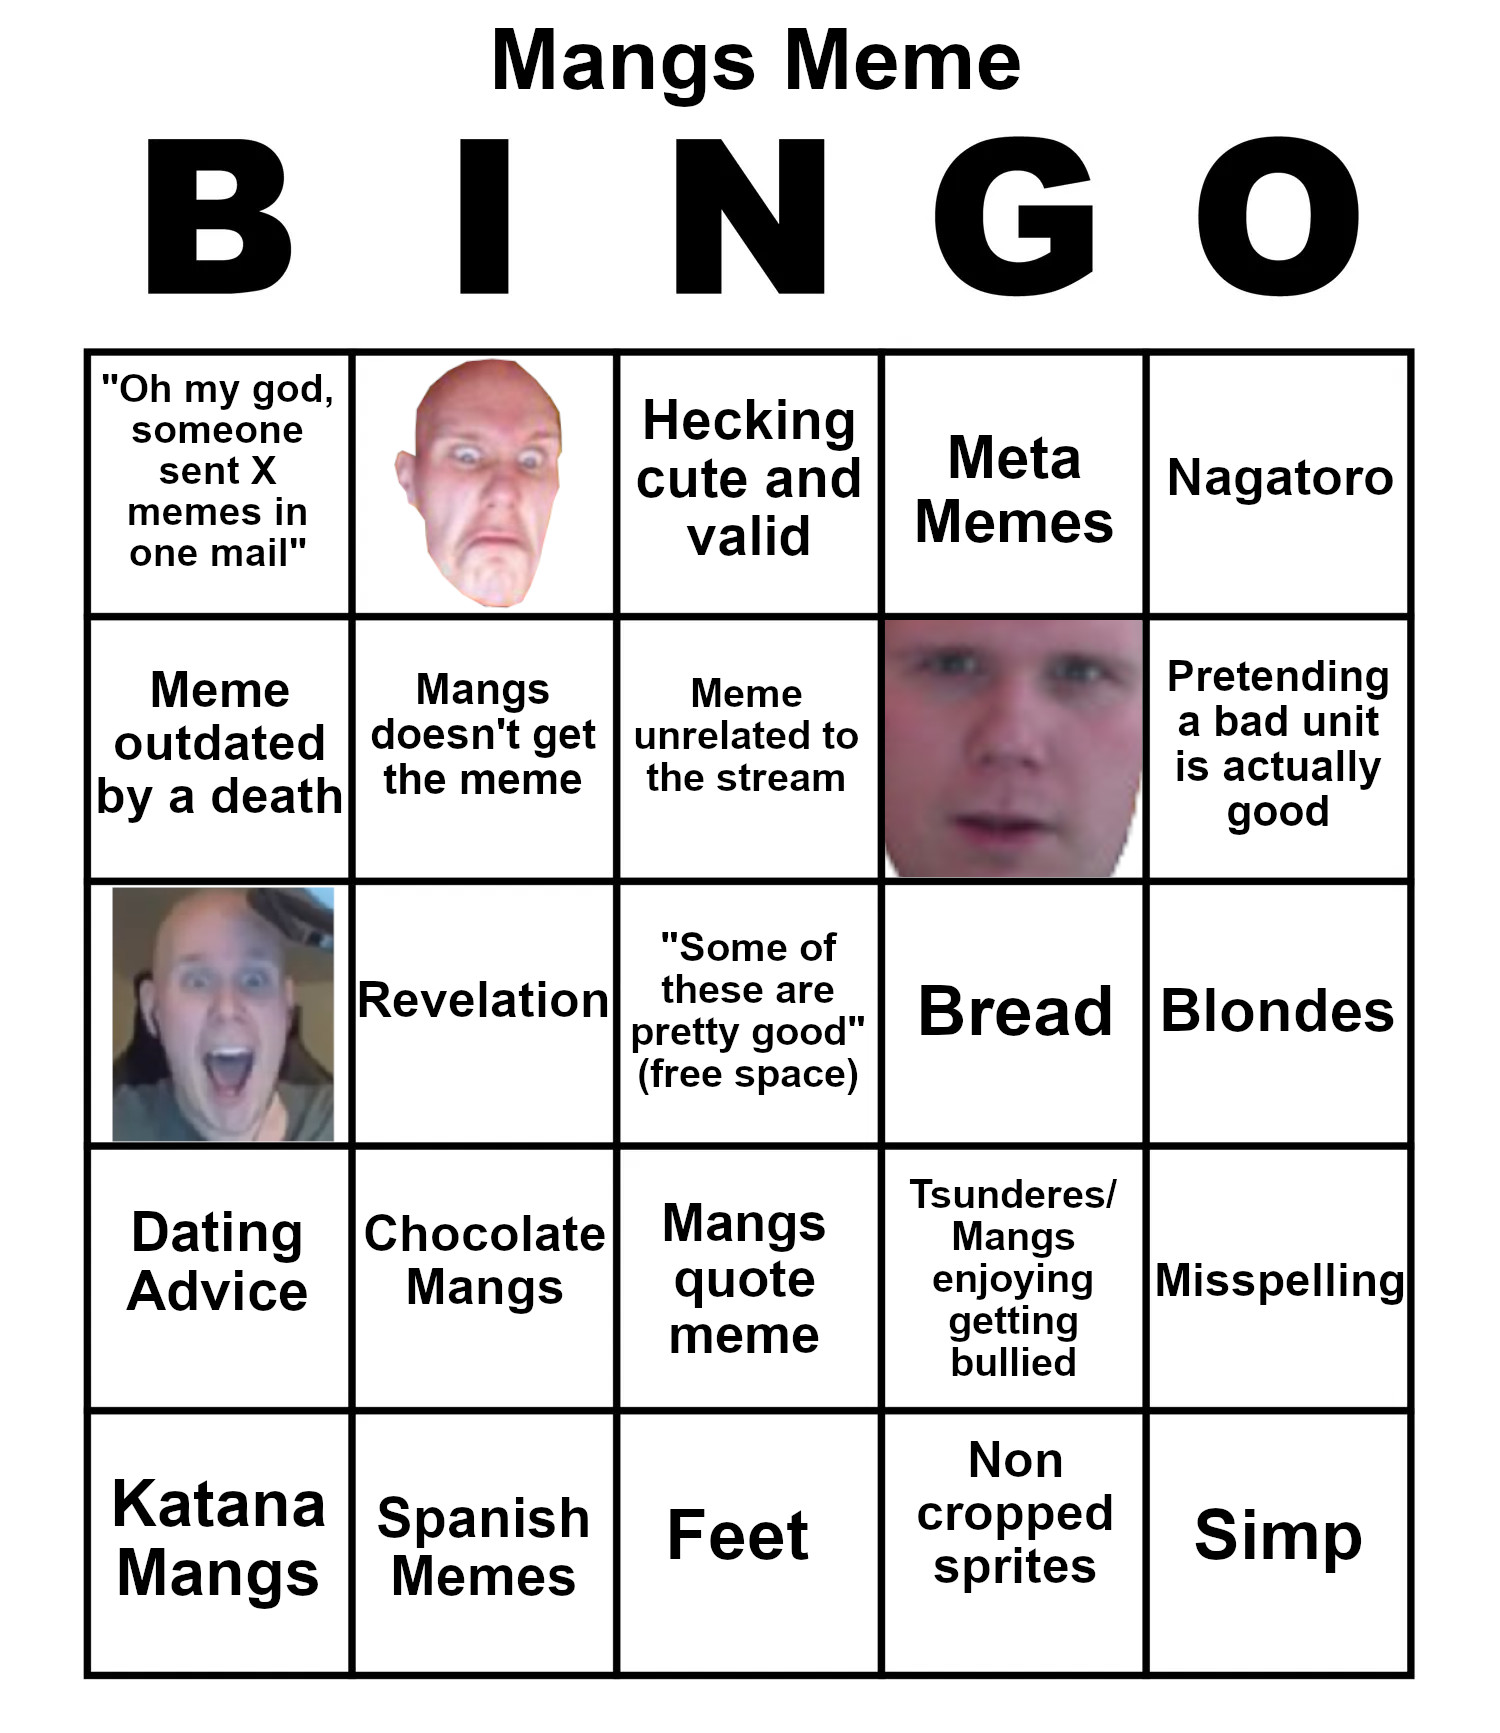 Mangs Meme
B I N G O
"Oh my god,
someone
sent X
memes in
one mail"
Hecking
cute and
valid
Meta
Memes
Nagatoro
Meme
outdated
by a death
Mangs
doesn't get
the meme
Meme
unrelated to
the stream
Pretending
a bad unit
is actually
good
Revelation
"Some of
these are
pretty good"
(free space)
Bread
Blondes
Dating
Advice
Chocolate
Mangs
Mangs
quote
meme
Tsunderes/
Mangs
enjoying
getting
bullied
Misspelling
Katana
Mangs
Spanish
Memes
Feet
Non
cropped
sprites
Simp